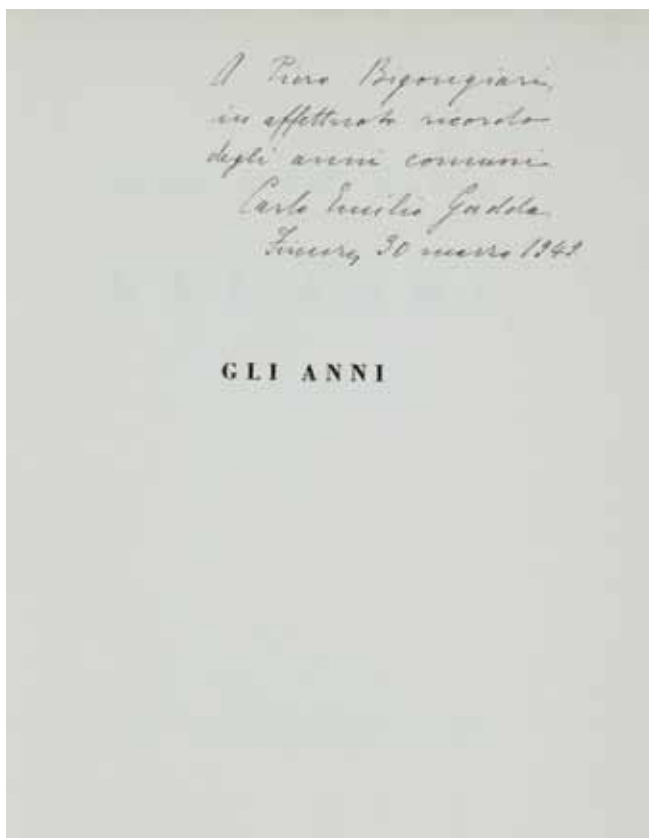 A Piero Bigongiari,
in affettuoso ricordo
degli anni comuni
Carlo Emilio Gadda.
Firenze, 30 marzo 1943
GLI ANNI